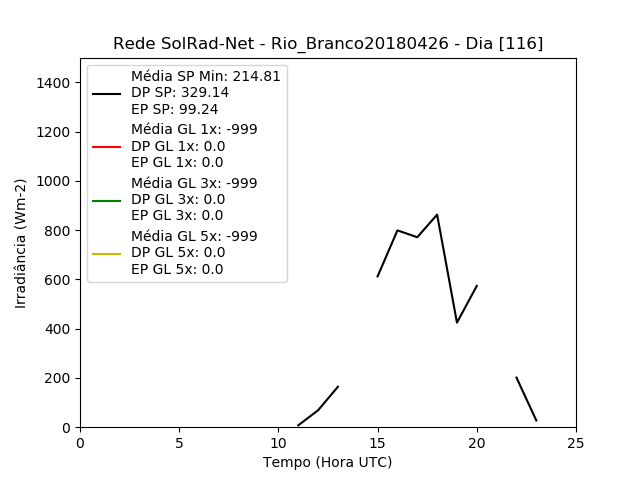 Rede SolRad-Net - Rio_Branco20180426 - Dia [116]
Média SP Min: 214.81
DP SP: 329.14
EP SP: 99.24
Média GL 1x: -999
DP GL 1x: 0.0
EP GL 1x: 0.0
Média GL 3x: -999
DP GL 3x: 0.0
EP GL 3x: 0.0
Média GL 5x: -999
DP GL 5x: 0.0
EP GL 5x: 0.0
Irradiância (Wm-2)
1400
1200
1000
800
600
400
200
0
0 5 10 15 20 25
Tempo (Hora UTC)